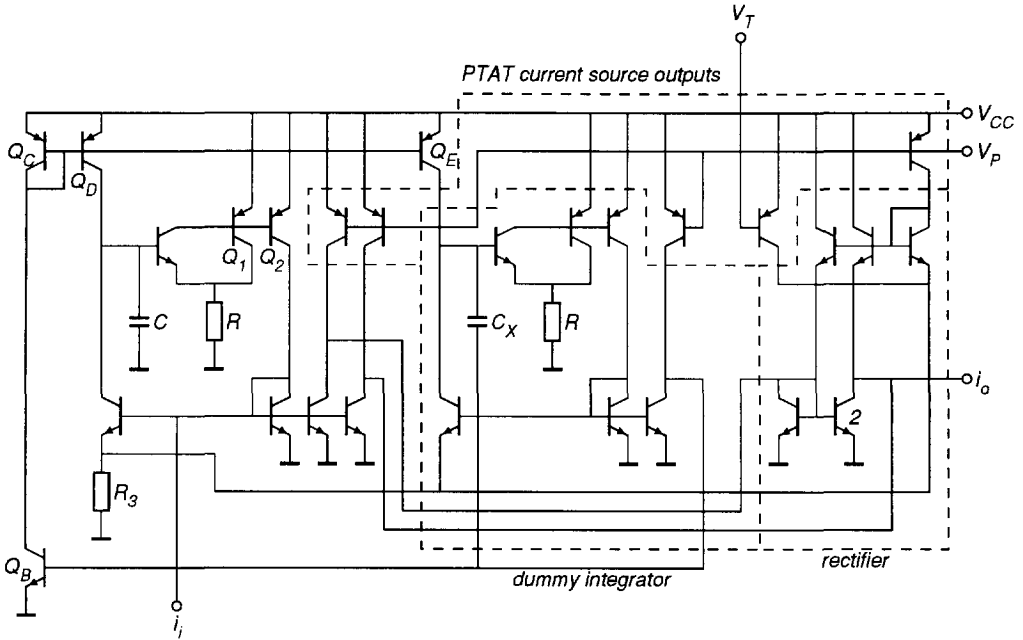 V_T
PTAT current source outputs
V_CC
Q_C
Q_D
Q_E
V_P
Q_1
Q_2
C
R
C_X
R
i_o
2
R_3
Q_B
dummy integrator
rectifier
i_i